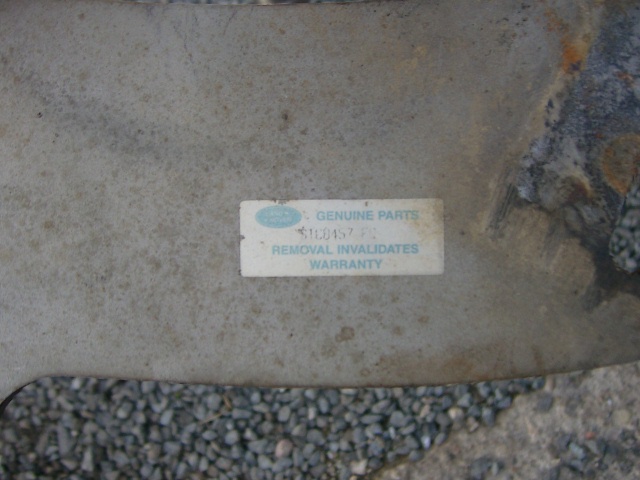 GENUINE PARTS
REMOVAL INVALIDATES
WARRANTY